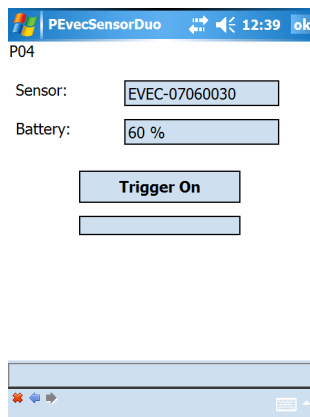 PEvecSensorDuo 12:39 ok
P04
Sensor: EVEC-07060030
Battery: 60 %
Trigger On